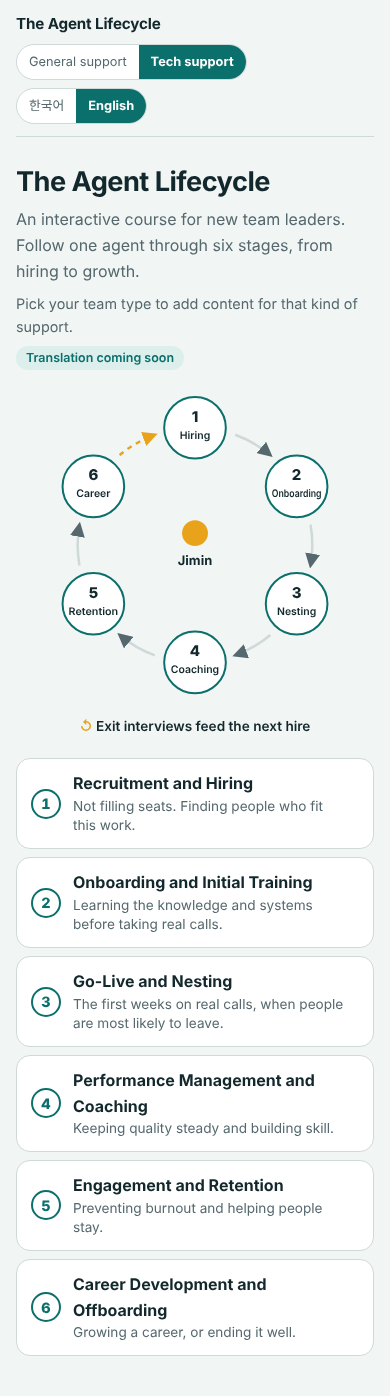 The Agent Lifecycle
General support
Tech support
한국어
English
The Agent Lifecycle
An interactive course for new team leaders.
Follow one agent through six stages, from
hiring to growth.
Pick your team type to add content for that kind of
support.
Translation coming soon
1
Hiring
2
Onboarding
3
Nesting
4
Coaching
5
Retention
6
Career
Jimin
Exit interviews feed the next hire
1
Recruitment and Hiring
Not filling seats. Finding people who fit
this work.
2
Onboarding and Initial Training
Learning the knowledge and systems
before taking real calls.
3
Go-Live and Nesting
The first weeks on real calls, when people
are most likely to leave.
4
Performance Management and
Coaching
Keeping quality steady and building skill.
5
Engagement and Retention
Preventing burnout and helping people
stay.
6
Career Development and
Offboarding
Growing a career, or ending it well.